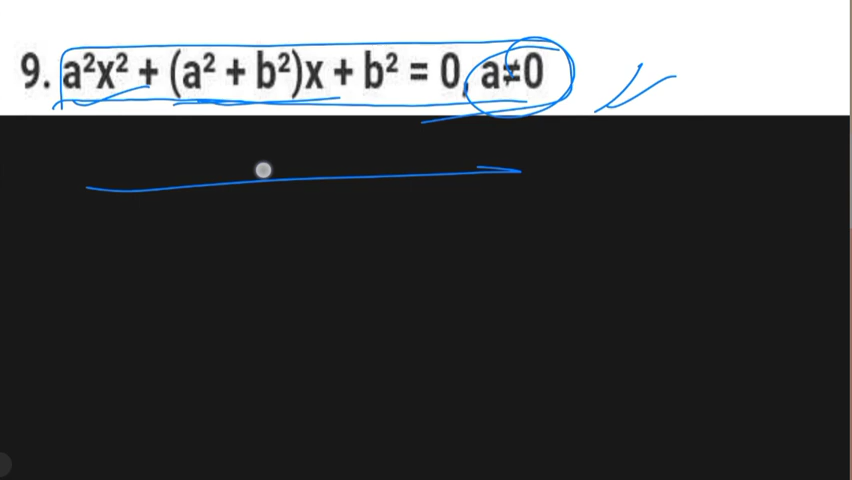 9. a²x² + (a² + b²)x + b² = 0, a≠0